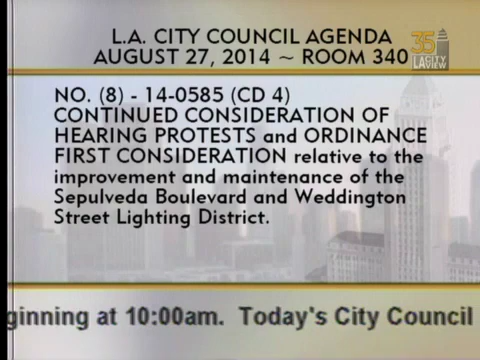 L.A. CITY COUNCIL AGENDA
AUGUST 27, 2014 ~ ROOM 340
35
LACITY
VIEW
NO. (8) - 14-0585 (CD 4)
CONTINUED CONSIDERATION OF
HEARING PROTESTS and ORDINANCE
FIRST CONSIDERATION relative to the
improvement and maintenance of the
Sepulveda Boulevard and Weddington
Street Lighting District.
ginning at 10:00am.  Today's City Council